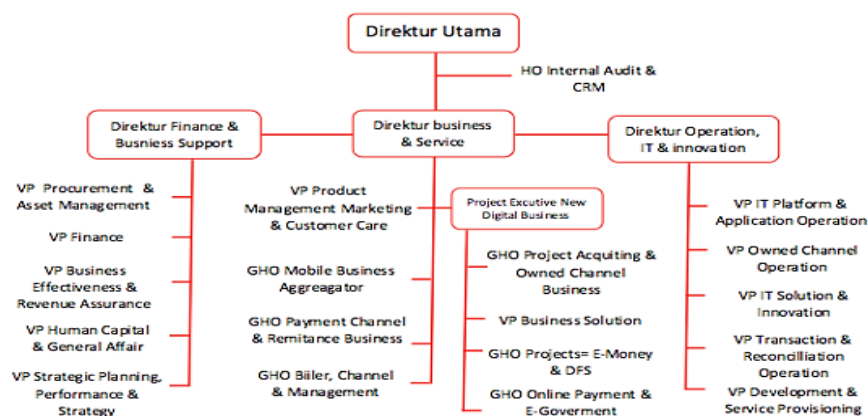 Direktur Utama
HO Internal Audit &
CRM
Direktur Finance &
Busniess Support
Direktur business
& Service
Direktur Operation,
IT & innovation
VP Procurement &
Asset Management
VP Finance
VP Business
Effectiveness &
Revenue Assurance
VP Human Capital
& General Affair
VP Strategic Planning,
Performance &
Strategy
VP Product
Management Marketing
& Customer Care
GHO Mobile Business
Aggreagator
GHO Payment Channel
& Remitance Business
GHO Biiler, Channel
& Management
Project Excutive New
Digital Business
GHO Project Acquiting &
Owned Channel
Business
VP Business Solution
GHO Projects= E-Money
& DFS
GHO Online Payment &
E-Goverment
VP IT Platform &
Application Operation
VP Owned Channel
Operation
VP IT Solution &
Innovation
VP Transaction &
Reconcilliation
Operation
VP Development &
Service Provisioning